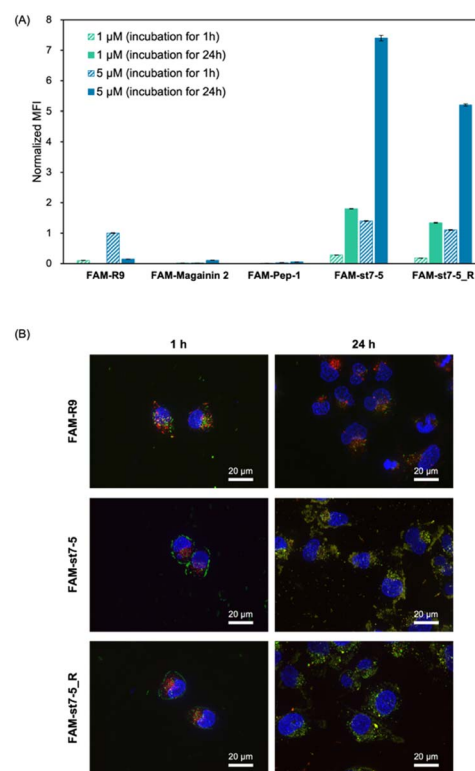 (A)
8
7
6
5
4
3
2
1
0
Normalized MFI
1 μM (incubation for 1h)
1 μM (incubation for 24h)
5 μM (incubation for 1h)
5 μM (incubation for 24h)
FAM-R9 FAM-Magainin 2 FAM-Pep-1 FAM-st7-5 FAM-st7-5_R
(B)
1 h 24 h
FAM-R9
20 μm 20 μm
FAM-st7-5
20 μm 20 μm
FAM-st7-5_R
20 μm 20 μm